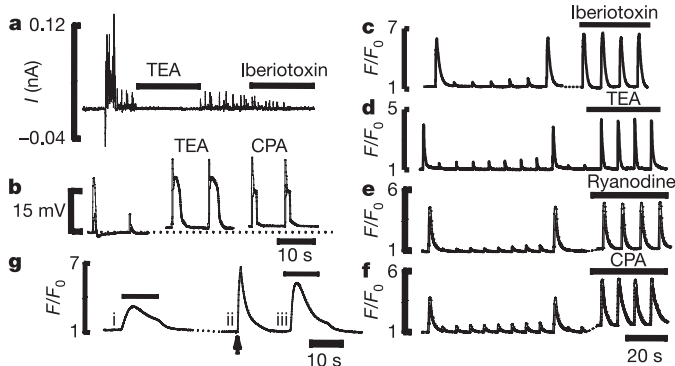 a
0.12
I (nA)
−0.04
TEA
Iberiotoxin
b
15 mV
TEA
CPA
10 s
g
7
F/F0
1
i
ii
iii
10 s
c
7
F/F0
1
Iberiotoxin
d
5
F/F0
1
TEA
e
6
F/F0
1
Ryanodine
f
6
F/F0
1
CPA
20 s